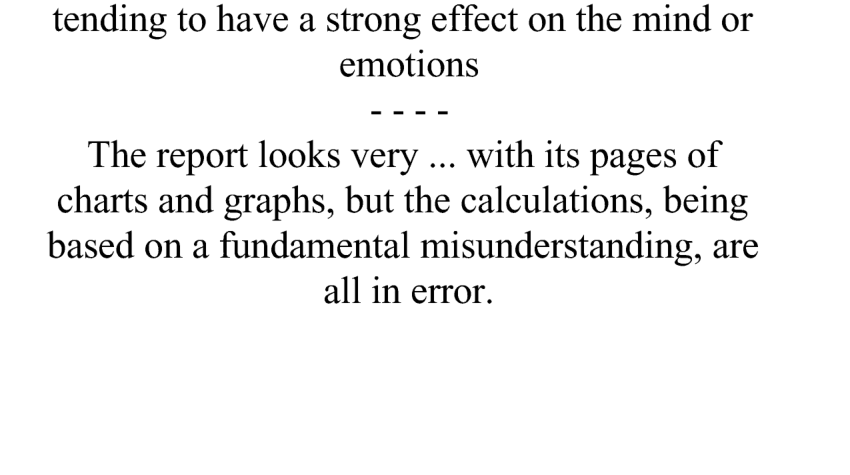 tending to have a strong effect on the mind or
emotions
- - - -
The report looks very ... with its pages of
charts and graphs, but the calculations, being
based on a fundamental misunderstanding, are
all in error.